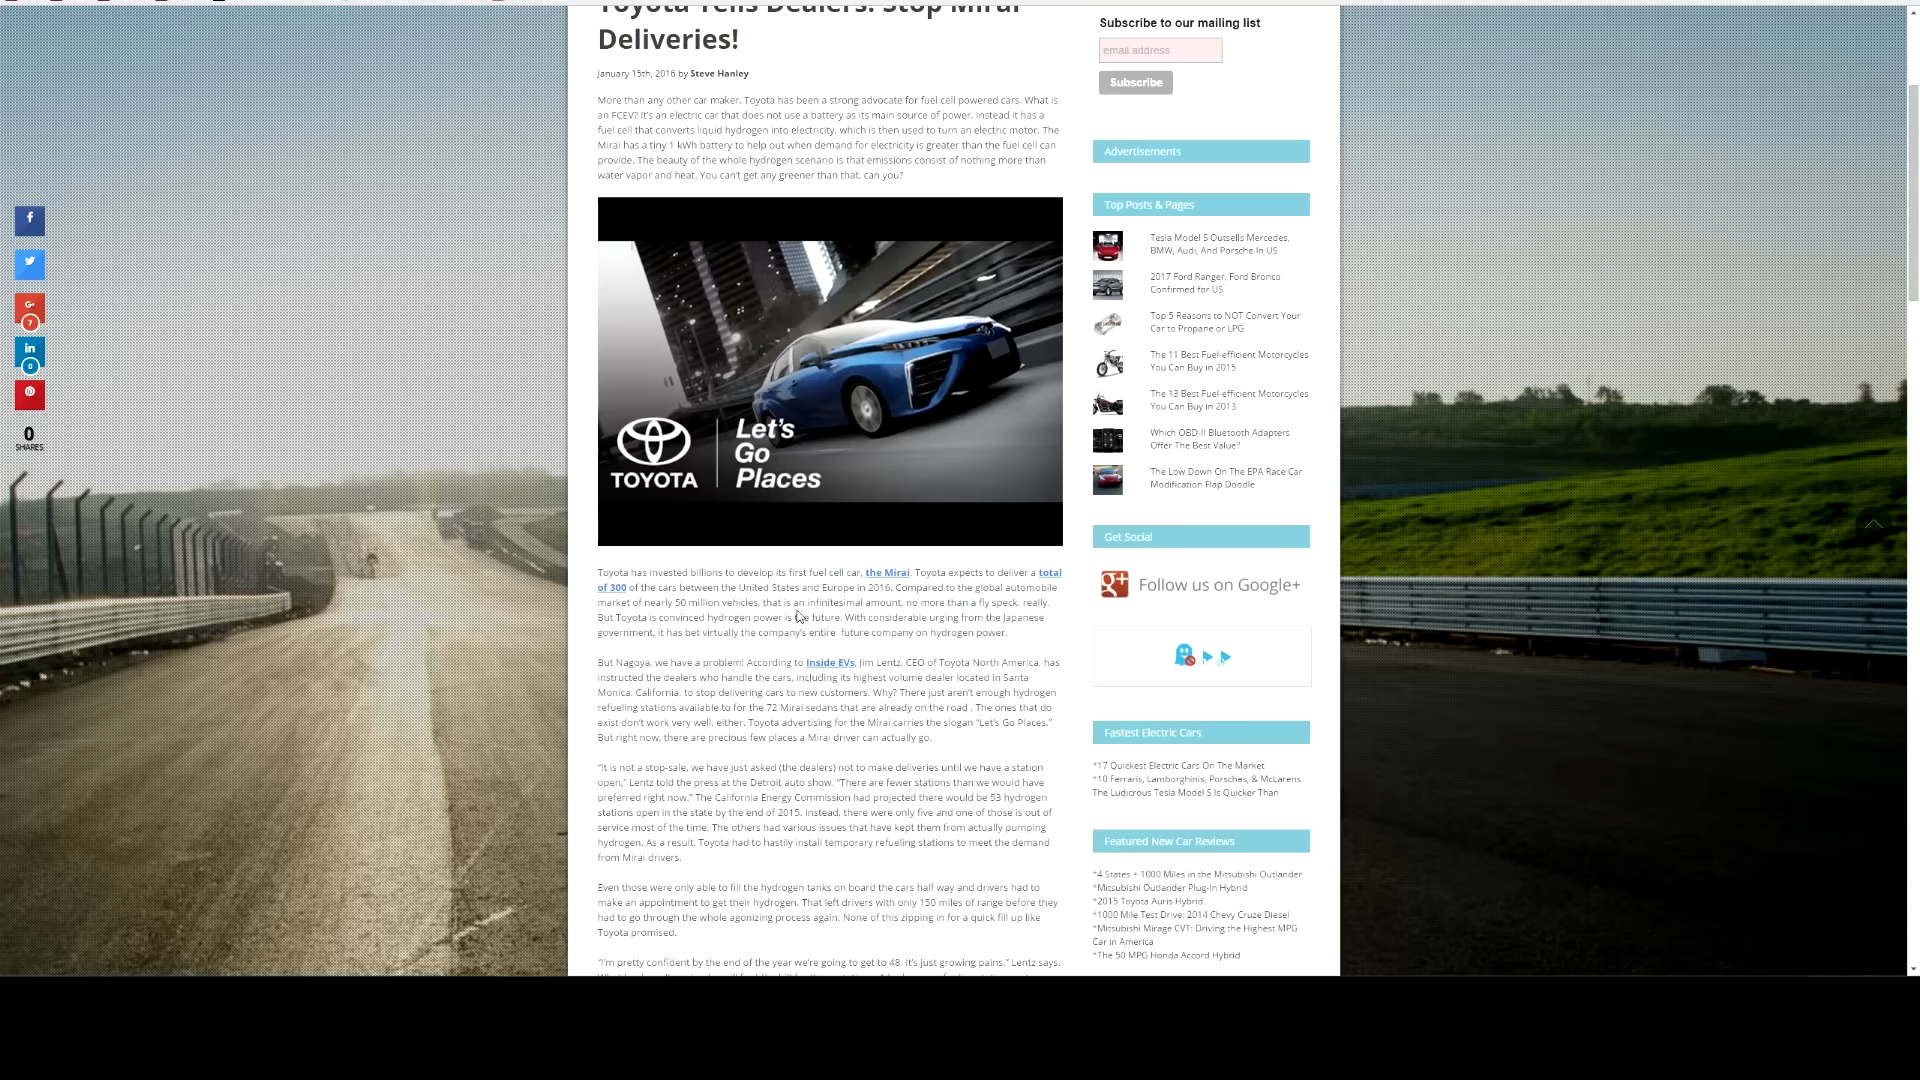 Toyota Tells Dealers: Stop Mirai
Deliveries!
January 15th, 2016 by Steve Hanley
More than any other car maker, Toyota has been a strong advocate for fuel cell powered cars. What is
an FCEV? It's an electric car that does not use a battery as its main source of power. Instead it has a
fuel cell that converts liquid hydrogen into electricity, which is then used to turn an electric motor. The
Mirai has a tiny 1 kWh battery to help out when demand for electricity is greater than the fuel cell can
provide. The beauty of the whole hydrogen scenario is that emissions consist of nothing more than
water vapor and heat. You can't get any greener than that, can you?
TOYOTA
Let's
Go
Places
Toyota has invested billions to develop its first fuel cell car, the Mirai. Toyota expects to deliver a total
of 300 of the cars between the United States and Europe in 2016. Compared to the global automobile
market of nearly 50 million vehicles, that is an infinitesimal amount, no more than a fly speck, really.
But Toyota is convinced hydrogen power is the future. With considerable urging from the Japanese
government, it has bet virtually the company's entire future company on hydrogen power.
But Nagoya, we have a problem! According to Inside EVs, Jim Lentz, CEO of Toyota North America, has
instructed the dealers who handle the cars, including its highest volume dealer located in Santa
Monica, California, to stop delivering cars to new customers. Why? There just aren't enough hydrogen
refueling stations available to for the 72 Mirai sedans that are already on the road . The ones that do
exist don't work very well, either. Toyota advertising for the Mirai carries the slogan "Let's Go Places."
But right now, there are precious few places a Mirai driver can actually go.
"It is not a stop-sale, we have just asked (the dealers) not to make deliveries until we have a station
open," Lentz told the press at the Detroit auto show. "There are fewer stations than we would have
preferred right now." The California Energy Commission had projected there would be 53 hydrogen
stations open in the state by the end of 2015. Instead, there were only five and one of those is out of
service most of the time. The others had various issues that have kept them from actually pumping
hydrogen. As a result, Toyota had to hastily install temporary refueling stations to meet the demand
from Mirai drivers.
Even those were only able to fill the hydrogen tanks on board the cars half way and drivers had to
make an appointment to get their hydrogen. That left drivers with only 150 miles of range before they
had to go through the whole agonizing process again. None of this zipping in for a quick fill up like
Toyota promised.
"I'm pretty confident by the end of the year we're going to get to 48. It's just growing pains." Lentz says.
Subscribe to our mailing list
email address
Subscribe
Advertisements
Top Posts & Pages
Tesla Model S Outsells Mercedes,
BMW, Audi, And Porsche In US
2017 Ford Ranger, Ford Bronco
Confirmed for US
Top 5 Reasons to NOT Convert Your
Car to Propane or LPG
The 11 Best Fuel-efficient Motorcycles
You Can Buy in 2015
The 13 Best Fuel-efficient Motorcycles
You Can Buy in 2013
Which OBD-II Bluetooth Adapters
Offer The Best Value?
The Low Down On The EPA Race Car
Modification Flap Doodle
Get Social
g+ Follow us on Google+
Fastest Electric Cars
*17 Quickest Electric Cars On The Market
*10 Ferraris, Lamborghinis, Porsches, & McLarens
The Ludicrous Tesla Model S Is Quicker Than
Featured New Car Reviews
*4 States + 1000 Miles in the Mitsubishi Outlander
*Mitsubishi Outlander Plug-In Hybrid
*2015 Toyota Auris Hybrid
*1000 Mile Test Drive: 2014 Chevy Cruze Diesel
*Mitsubishi Mirage CVT: Driving the Highest MPG
Car in America
*The 50 MPG Honda Accord Hybrid
f
G+
7
in
0
0
SHARES